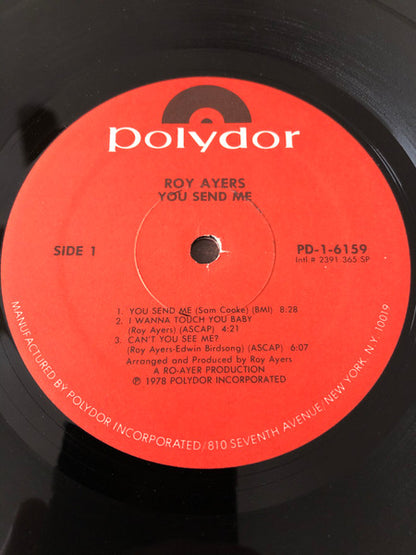 polydor
ROY AYERS
YOU SEND ME
SIDE 1
PD-1-6159
Intl.# 2391 365 SP
1. YOU SEND ME (Sam Cooke) (BMI) 8:28
2. I WANNA TOUCH YOU BABY
(Roy Ayers) (ASCAP) 4:21
3. CAN'T YOU SEE ME?
(Roy Ayers-Edwin Birdsong) (ASCAP) 6:07
Arranged and Produced by Roy Ayers
A RO-AYER PRODUCTION
℗ 1978 POLYDOR INCORPORATED
MANUFACTURED BY POLYDOR INCORPORATED/810 SEVENTH AVENUE NEW YORK, N.Y. 10019